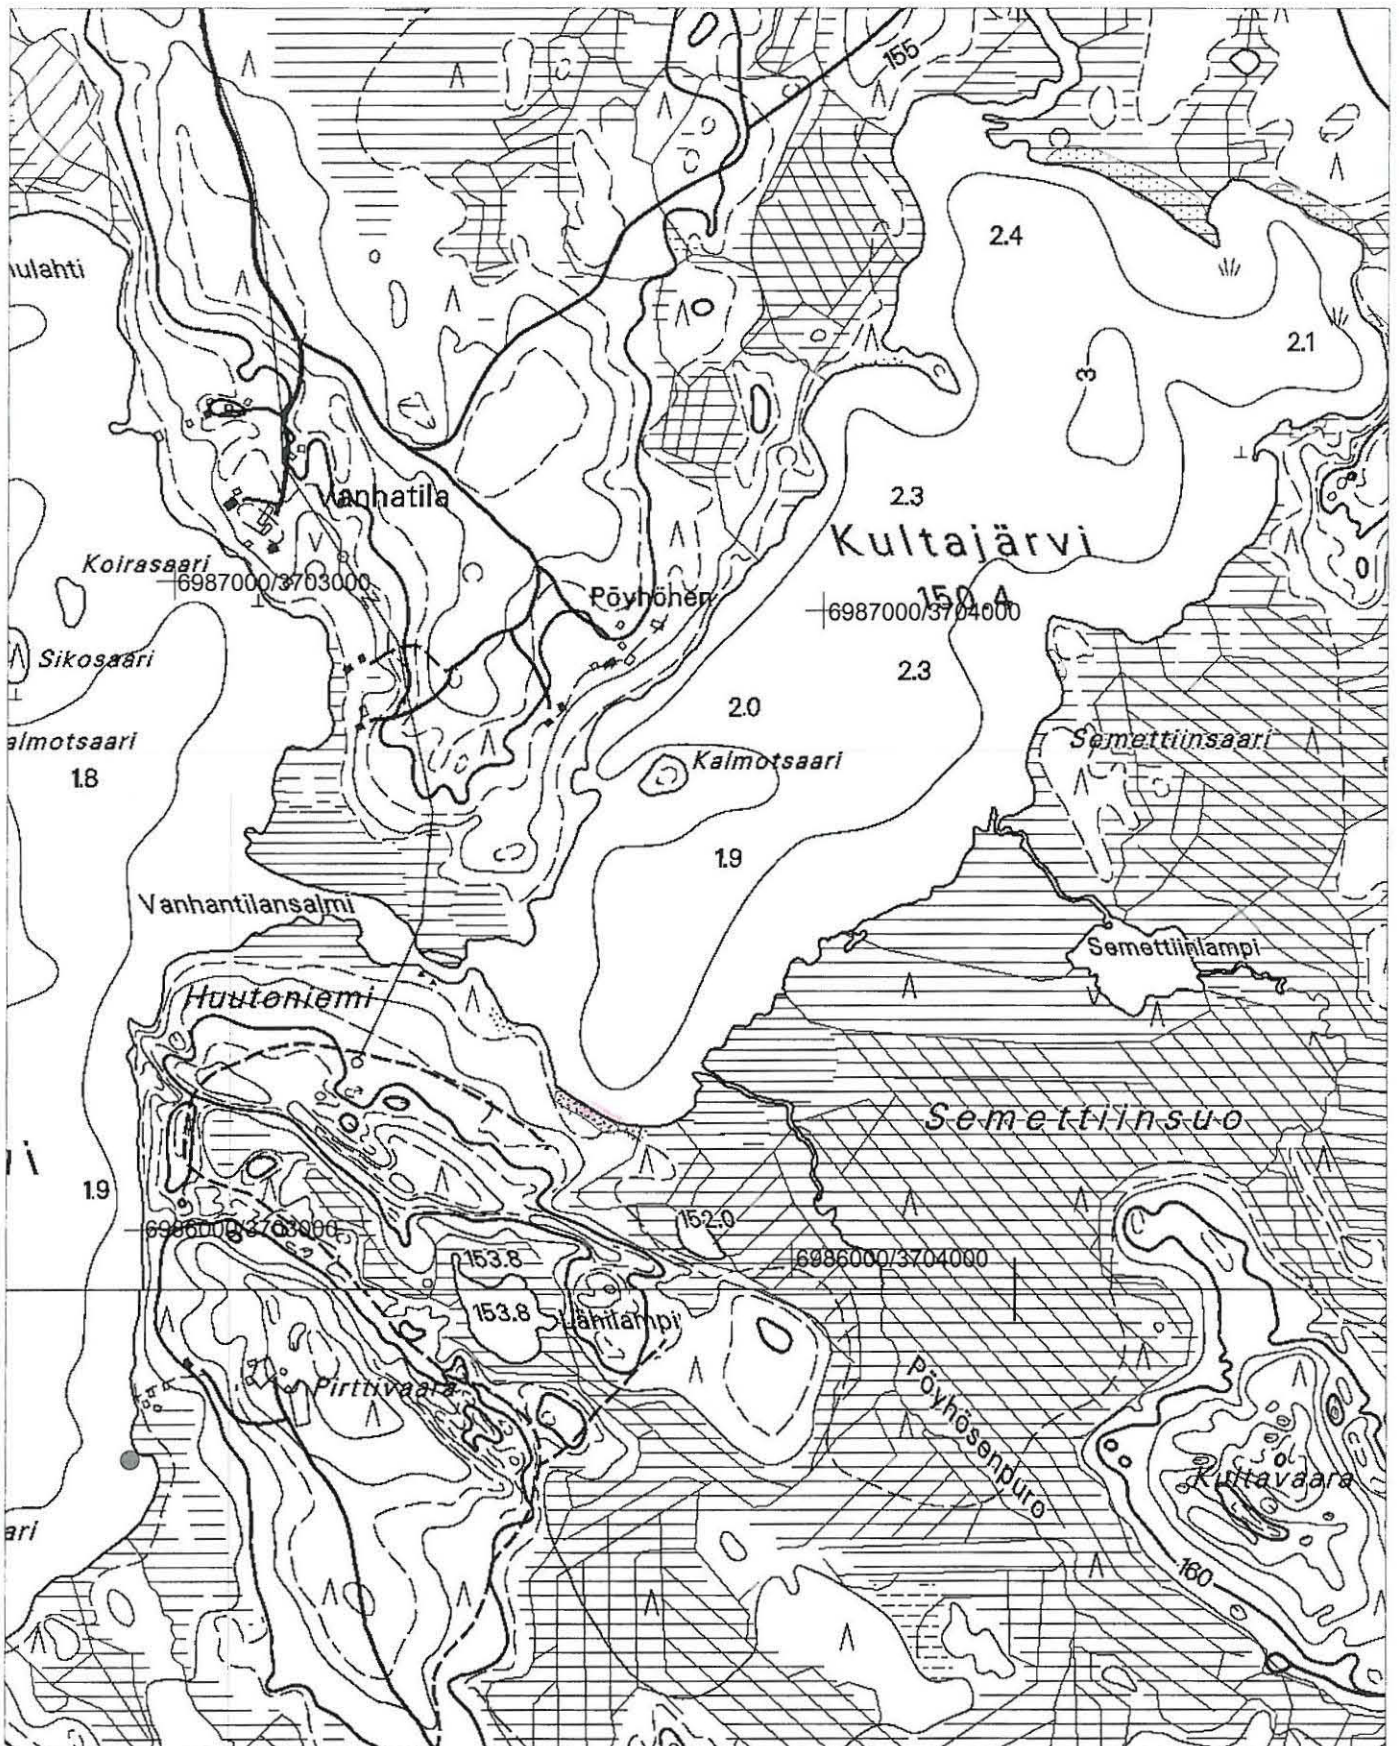 155
2.4
ulahti
2.1
3
2.3
Vanhatila
Kultajärvi
Koirasaari
6987000/3703000
Pöyhönen
150.4
6987000/3704000
Sikosaari
2.3
2.0
almotsaari
Semettiinsaari
Kalmotsaari
1.8
1.9
Vanhantilansalmi
Semettiinlampi
Huutoniemi
Semettiinsuo
i
1.9
152.0
6986000/3703000
153.8
6986000/3704000
153.8
Lähilampi
Pirttivaara
Pöyhösenpuro
Kultavaara
ari
160